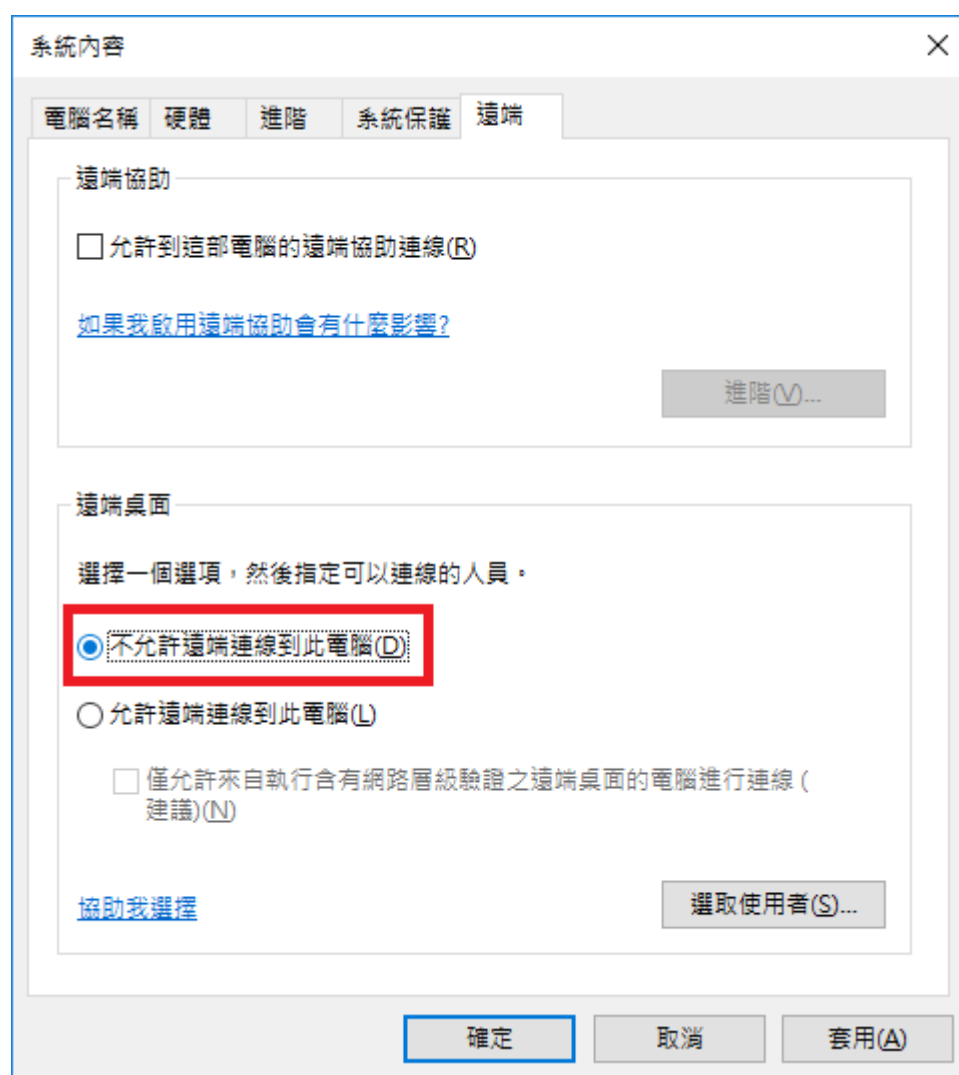 系統內容
電腦名稱 硬體 進階 系統保護 遠端
遠端協助
允許到這部電腦的遠端協助連線(R)
如果我啟用遠端協助會有什麼影響?
進階(V)...
遠端桌面
選擇一個選項，然後指定可以連線的人員。
不允許遠端連線到此電腦(D)
允許遠端連線到此電腦(L)
僅允許來自執行含有網路層級驗證之遠端桌面的電腦進行連線 (
建議)(N)
協助我選擇
選取使用者(S)...
確定 取消 套用(A)